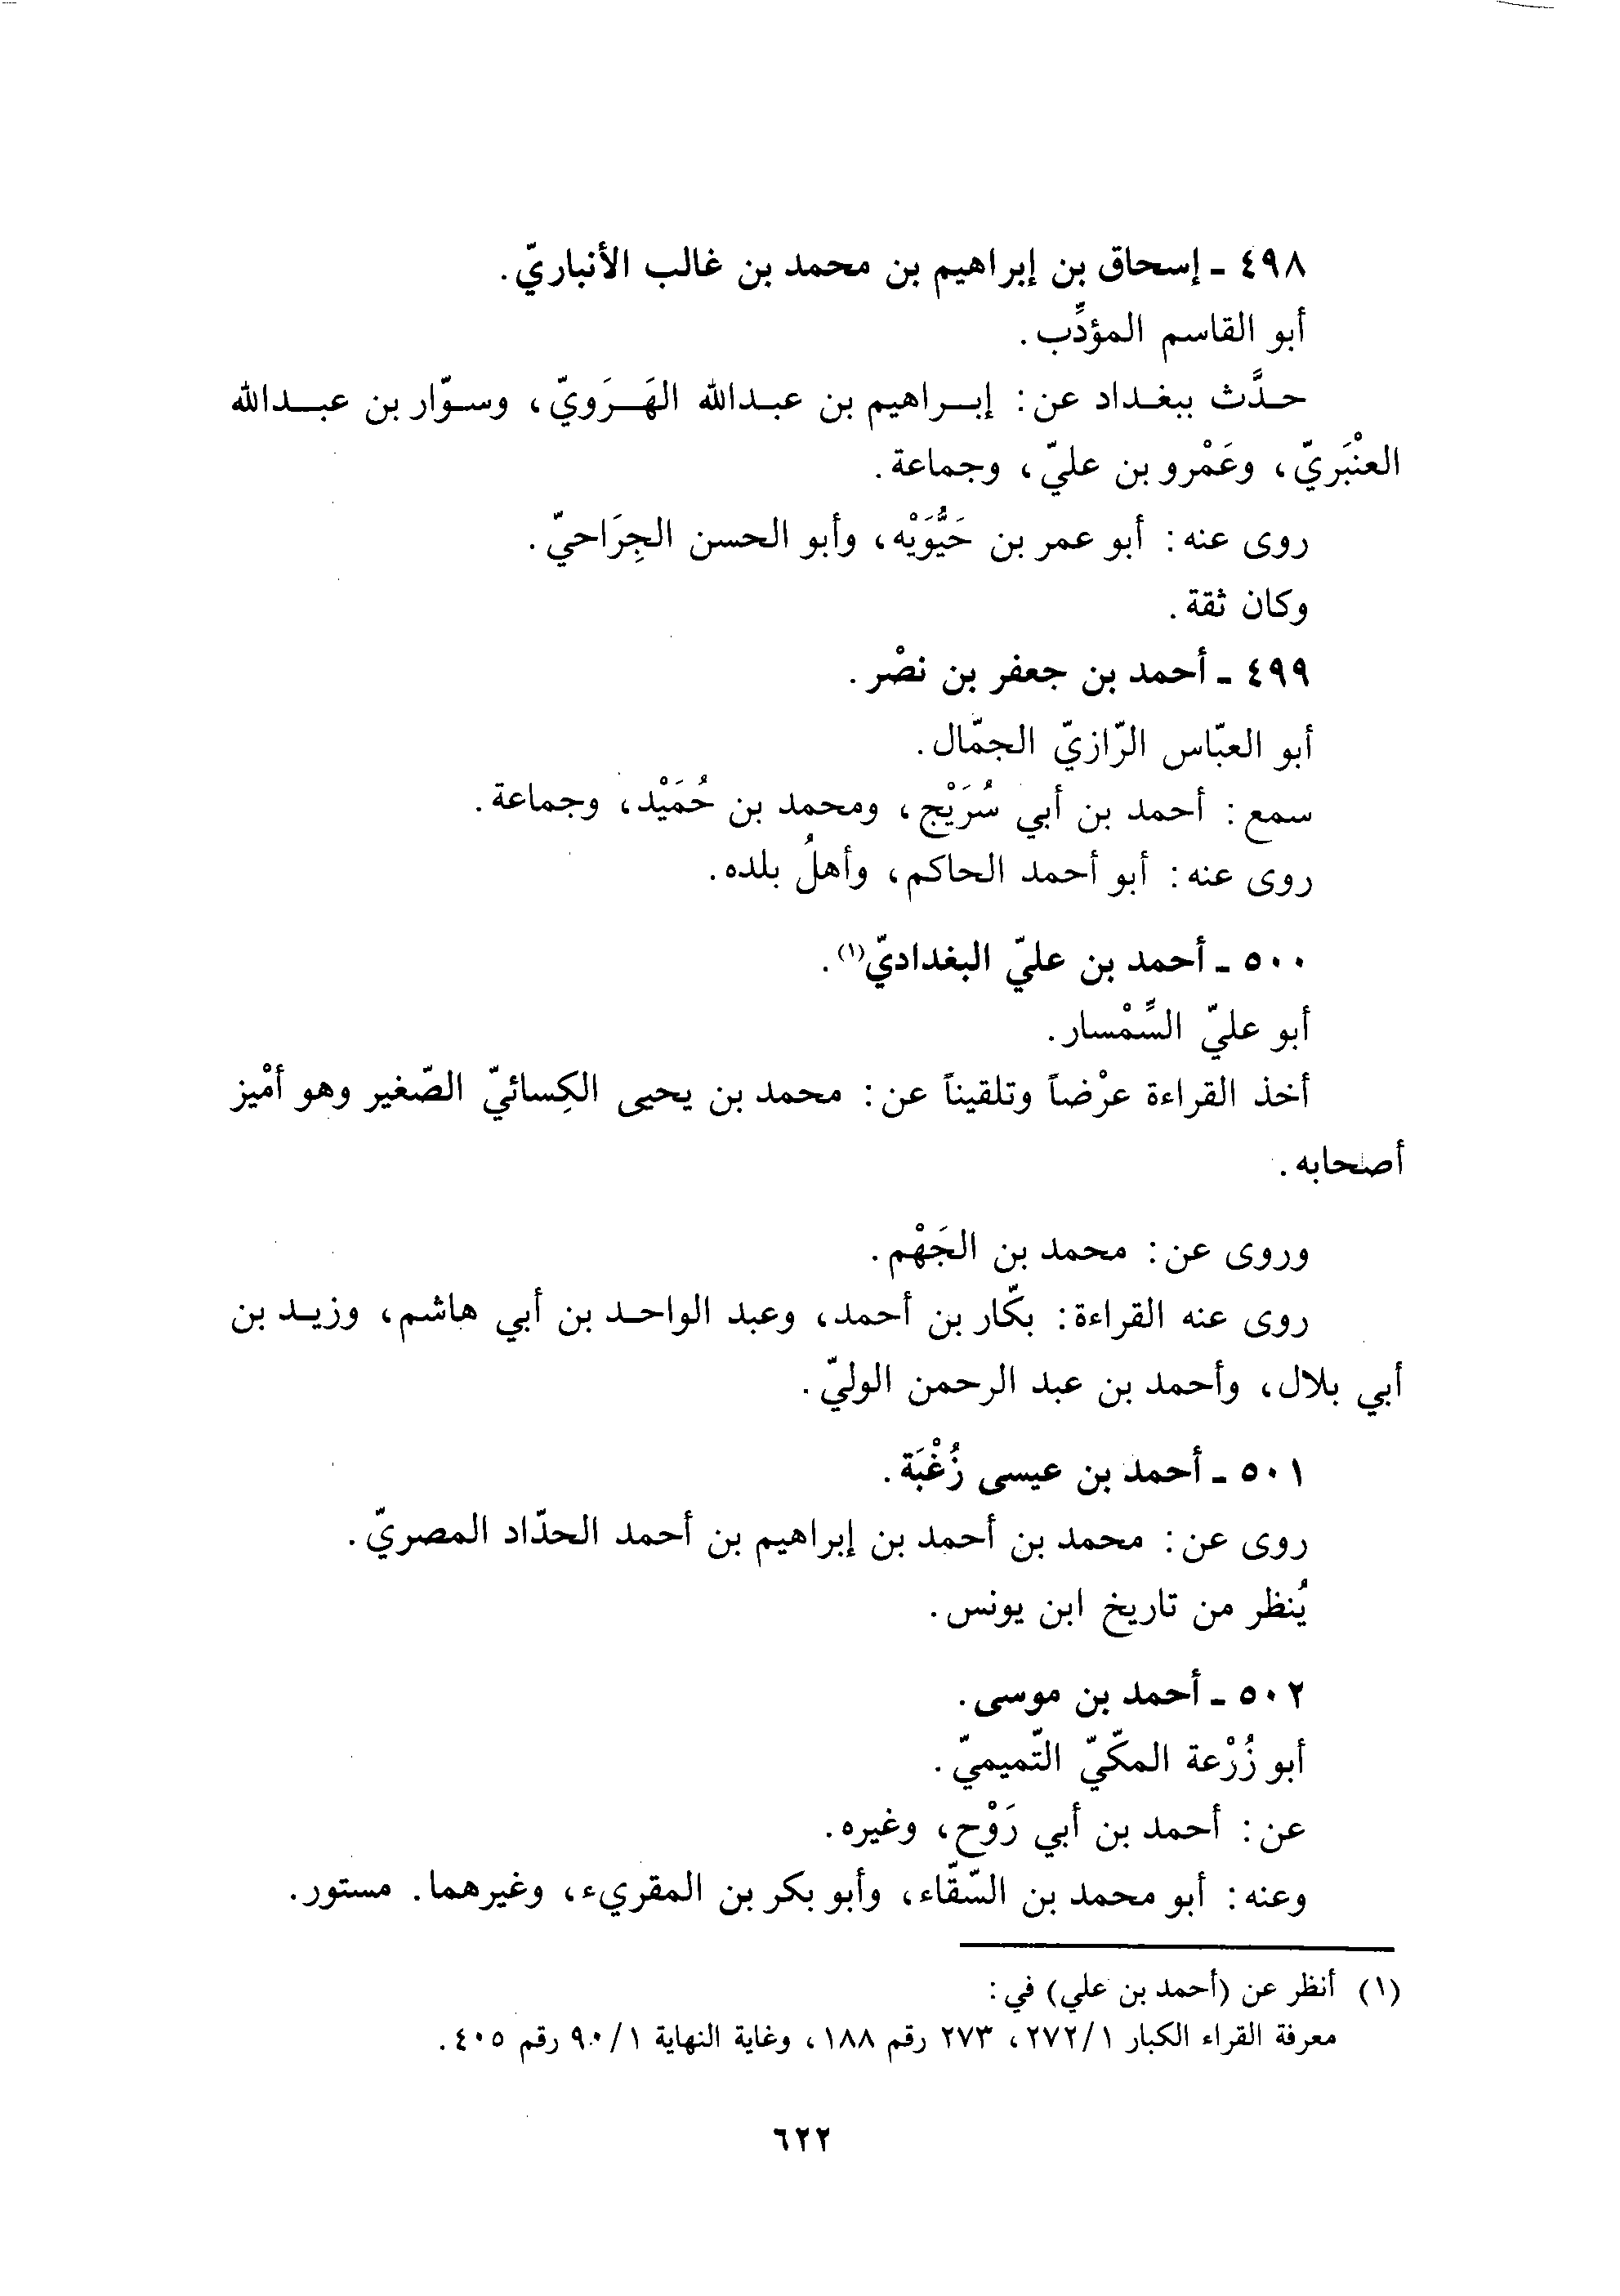 ٤٩٨ - إسحاق بن إبراهيم بن محمد بن غالب الأنباريّ.
أبو القاسم المؤدِّب.
حدَّث ببغداد عن: إبراهيم بن عبدالله الهَرَويّ، وسوّار بن عبدالله
العنْبَريّ، وعَمْرو بن عليّ، وجماعة.
روى عنه: أبو عمر بن حَيُّوَيْه، وأبو الحسن الجِرَاحيّ.
وكان ثقة.
٤٩٩ - أحمد بن جعفر بن نصْر.
أبو العبّاس الرّازيّ الجمّال.
سمع: أحمد بن أبي سُرَيْج، ومحمد بن حُمَيْد، وجماعة.
روى عنه: أبو أحمد الحاكم، وأهلُ بلده.
٥٠٠ - أحمد بن عليّ البغداديّ(١).
أبو عليّ السِّمْسار.
أخذ القراءة عرْضاً وتلقيناً عن: محمد بن يحيى الكِسائيّ الصّغير وهو أمْيز
أصحابه.
وروى عن: محمد بن الجَهْم.
روى عنه القراءة: بكّار بن أحمد، وعبد الواحد بن أبي هاشم، وزيد بن
أبي بلال، وأحمد بن عبد الرحمن الوليّ.
٥٠١ - أحمد بن عيسى زُغْبَة.
روى عن: محمد بن أحمد بن إبراهيم بن أحمد الحدّاد المصريّ.
يُنظر من تاريخ ابن يونس.
٥٠٢ - أحمد بن موسى.
أبو زُرْعة المكّيّ التّميميّ.
عن: أحمد بن أبي رَوْح، وغيره.
وعنه: أبو محمد بن السّقّاء، وأبو بكر بن المقريء، وغيرهما. مستور.
(١) أنظر عن (أحمد بن علي) في:
معرفة القراء الكبار ٢٧٢/١، ٢٧٣ رقم ١٨٨، وغاية النهاية ٩٠/١ رقم ٤٠٥.
٦٢٢